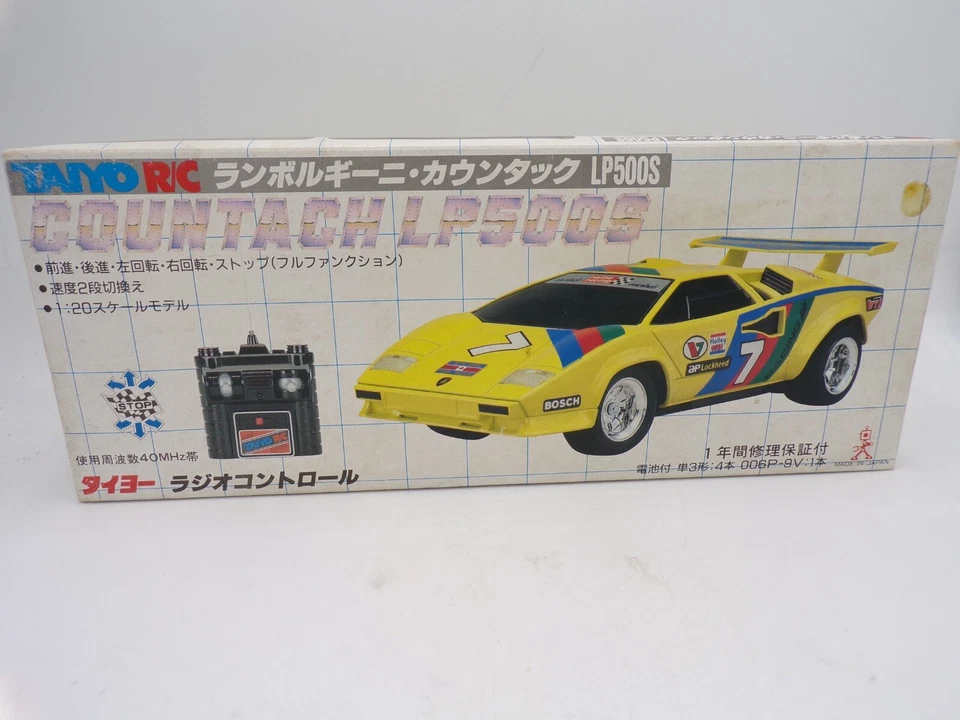 TAIYO R/C ランボルギーニ・カウンタック LP500S
COUNTACH LP500S
●前進・後進・左回転・右回転・ストップ(フルファンクション)
●速度2段切換え
●1:20スケールモデル
STOP
TAIYO R/C
使用周波数40MHz帯
タイヨー ラジオコントロール
7
V7
Holley
ap Lockheed
7
BOSCH
1年間修理保証付
電池付 単3形:4本 006P-9V:1本
MADE IN JAPAN